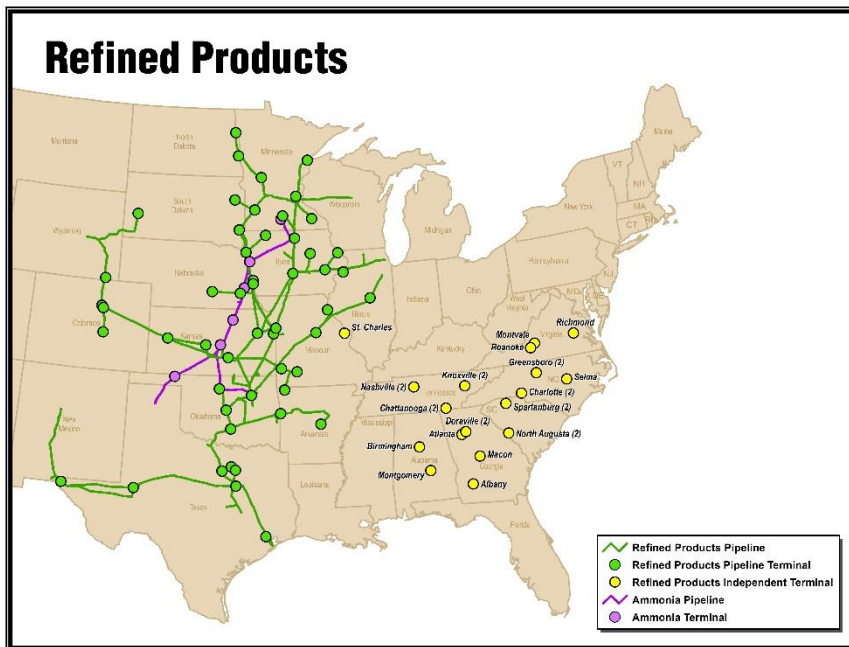 Refined Products
Maine
Montana
North
Dakota
Minnesota
VT
NH
South
Dakota
Wisconsin
New York
MA
Michigan
CT
Wyoming
Iowa
Pennsylvania
NJ
Nebraska
Ohio
MD
DE
Indiana
Illinois
West
Virginia
Colorado
Kansas
Missouri
St. Charles
Kentucky
Virginia
Richmond
Montvale
Roanoke
Greensboro (2)
Knoxville (2)
NC
Selma
Nashville (2)
Charlotte (2)
Oklahoma
Arkansas
Chattanooga (2)
SC
Spartanburg (2)
New
Mexico
Mississippi
Doraville (2)
Atlanta
North Augusta (2)
Birmingham
Alabama
Macon
Georgia
Montgomery
Albany
Texas
Louisiana
Florida
Refined Products Pipeline
Refined Products Pipeline Terminal
Refined Products Independent Terminal
Ammonia Pipeline
Ammonia Terminal